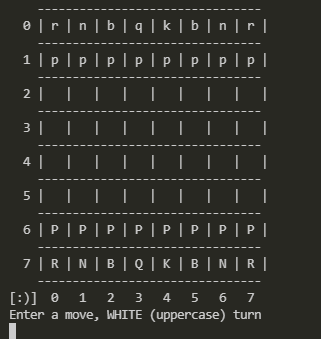 ---------------------------------
0 | r | n | b | q | k | b | n | r |
---------------------------------
1 | p | p | p | p | p | p | p | p |
---------------------------------
2 |   |   |   |   |   |   |   |   |
---------------------------------
3 |   |   |   |   |   |   |   |   |
---------------------------------
4 |   |   |   |   |   |   |   |   |
---------------------------------
5 |   |   |   |   |   |   |   |   |
---------------------------------
6 | P | P | P | P | P | P | P | P |
---------------------------------
7 | R | N | B | Q | K | B | N | R |
---------------------------------
[:)] 0 1 2 3 4 5 6 7
Enter a move, WHITE (uppercase) turn